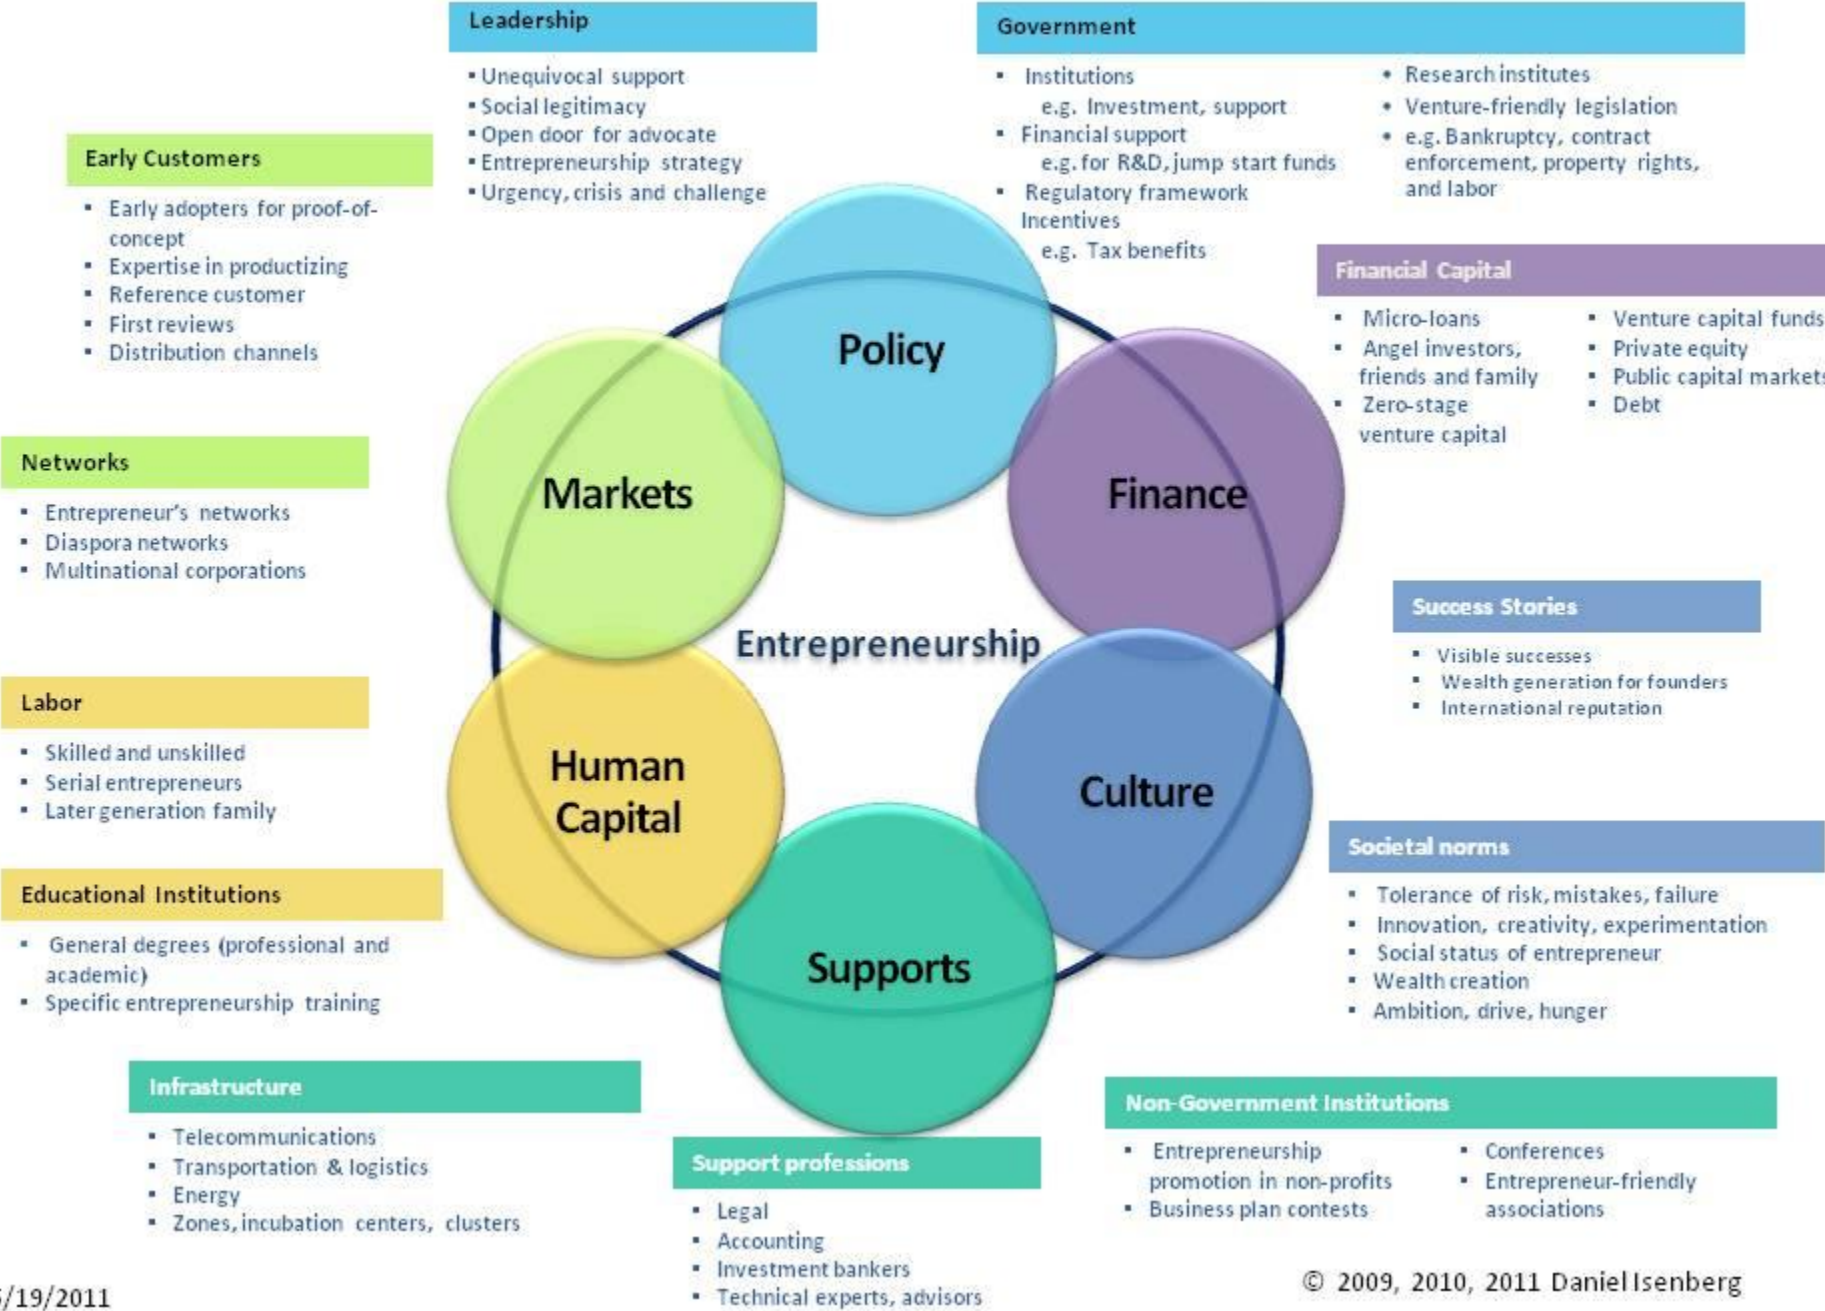 Leadership
▪ Unequivocal support
▪ Social legitimacy
▪ Open door for advocate
▪ Entrepreneurship strategy
▪ Urgency, crisis and challenge
Government
▪ Institutions
e.g. Investment, support
▪ Financial support
e.g. for R&D, jump start funds
▪ Regulatory framework
Incentives
e.g. Tax benefits
• Research institutes
• Venture-friendly legislation
• e.g. Bankruptcy, contract
enforcement, property rights,
and labor
Early Customers
▪ Early adopters for proof-of-
concept
▪ Expertise in productizing
▪ Reference customer
▪ First reviews
▪ Distribution channels
Financial Capital
▪ Micro-loans
▪ Angel investors,
friends and family
▪ Zero-stage
venture capital
▪ Venture capital funds
▪ Private equity
▪ Public capital markets
▪ Debt
Networks
▪ Entrepreneur's networks
▪ Diaspora networks
▪ Multinational corporations
Policy
Markets
Finance
Entrepreneurship
Human
Capital
Culture
Supports
Success Stories
▪ Visible successes
▪ Wealth generation for founders
▪ International reputation
Labor
▪ Skilled and unskilled
▪ Serial entrepreneurs
▪ Later generation family
Societal norms
▪ Tolerance of risk, mistakes, failure
▪ Innovation, creativity, experimentation
▪ Social status of entrepreneur
▪ Wealth creation
▪ Ambition, drive, hunger
Educational Institutions
▪ General degrees (professional and
academic)
▪ Specific entrepreneurship training
Infrastructure
▪ Telecommunications
▪ Transportation & logistics
▪ Energy
▪ Zones, incubation centers, clusters
Support professions
▪ Legal
▪ Accounting
▪ Investment bankers
▪ Technical experts, advisors
Non-Government Institutions
▪ Entrepreneurship
promotion in non-profits
▪ Business plan contests
▪ Conferences
▪ Entrepreneur-friendly
associations
/19/2011
© 2009, 2010, 2011 Daniel Isenberg